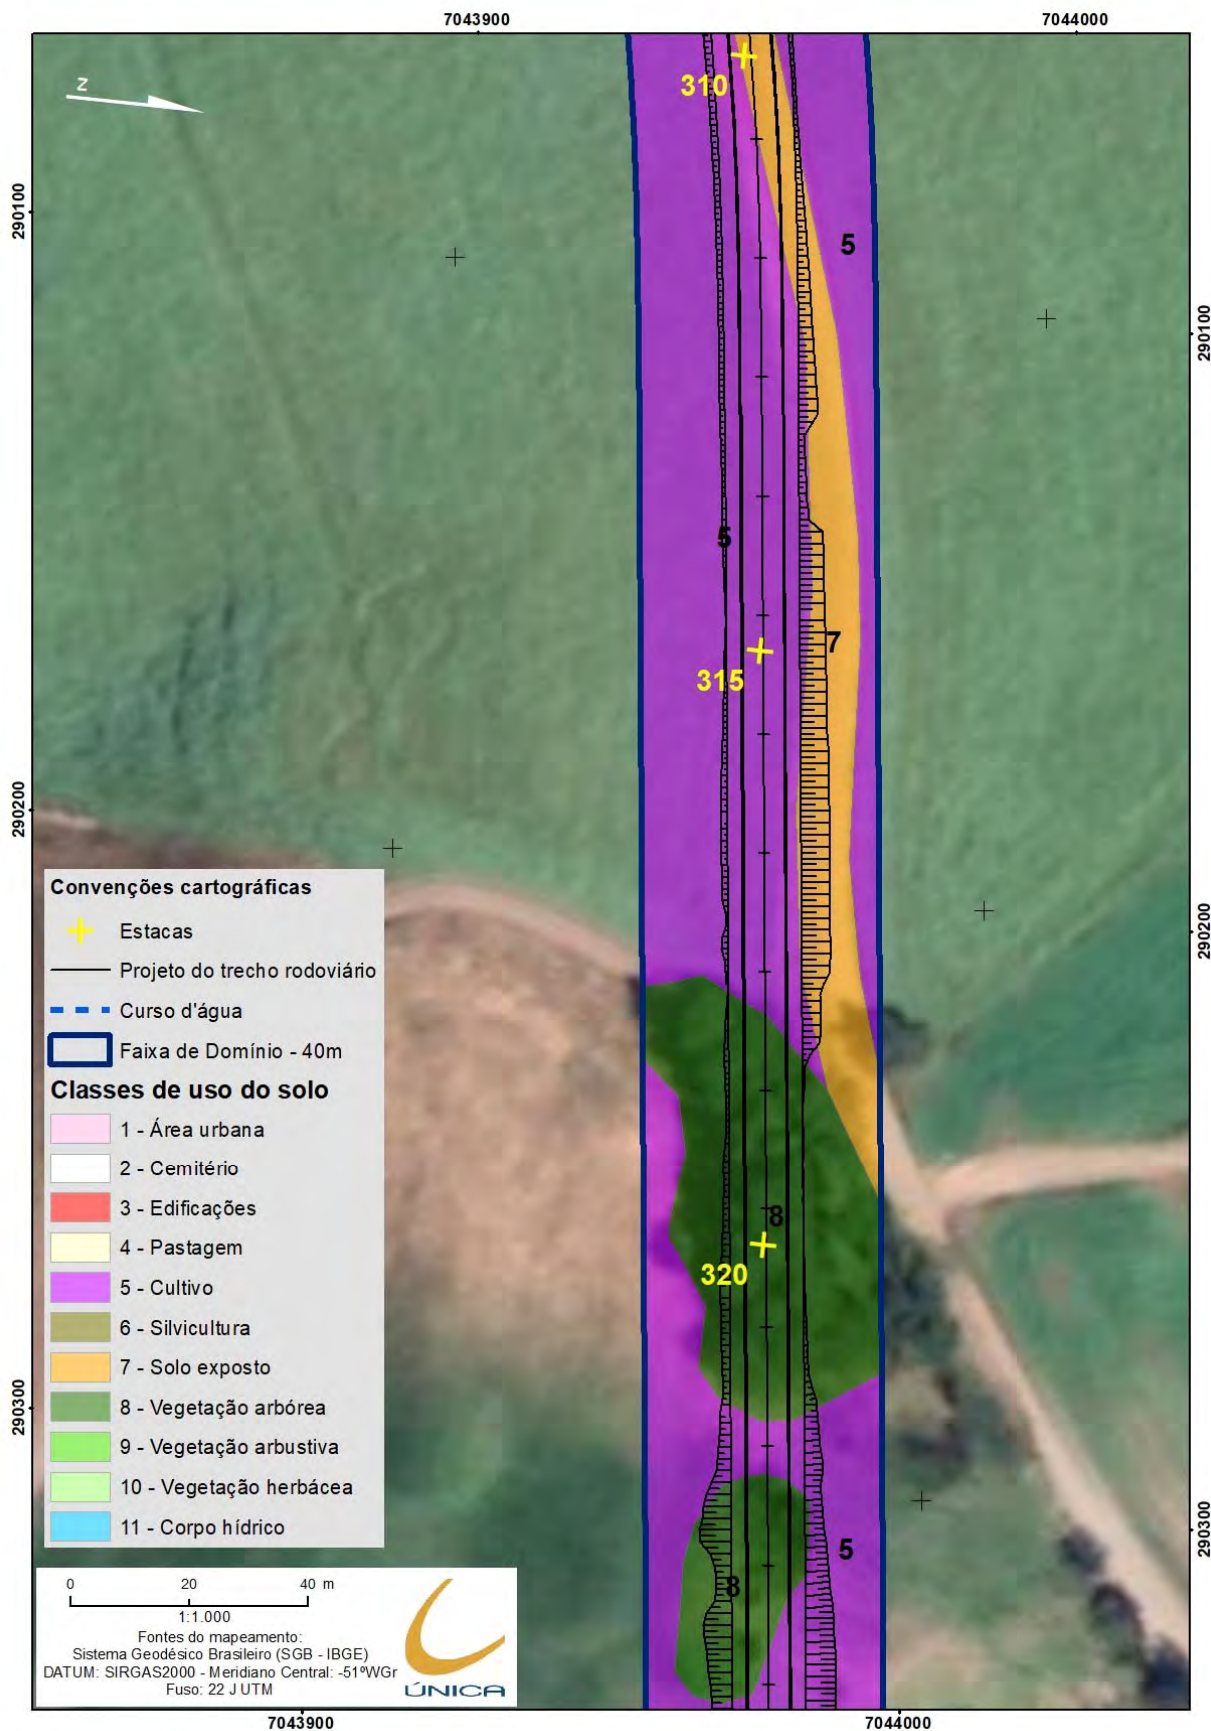 7043900
7044000
Z
310
290100
5
290100
5
7
315
290200
290200
Convenções cartográficas
Estacas
Projeto do trecho rodoviário
Curso d'água
Faixa de Domínio - 40m
Classes de uso do solo
1 - Área urbana
2 - Cemitério
3 - Edificações
4 - Pastagem
5 - Cultivo
6 - Silvicultura
7 - Solo exposto
8 - Vegetação arbórea
9 - Vegetação arbustiva
10 - Vegetação herbácea
11 - Corpo hídrico
8
320
290300
290300
5
8
0 20 40 m
1:1.000
Fontes do mapeamento:
Sistema Geodésico Brasileiro (SGB - IBGE)
DATUM: SIRGAS2000 - Meridiano Central: -51ºWGr
Fuso: 22 J UTM
ÚNICA
7043900
7044000